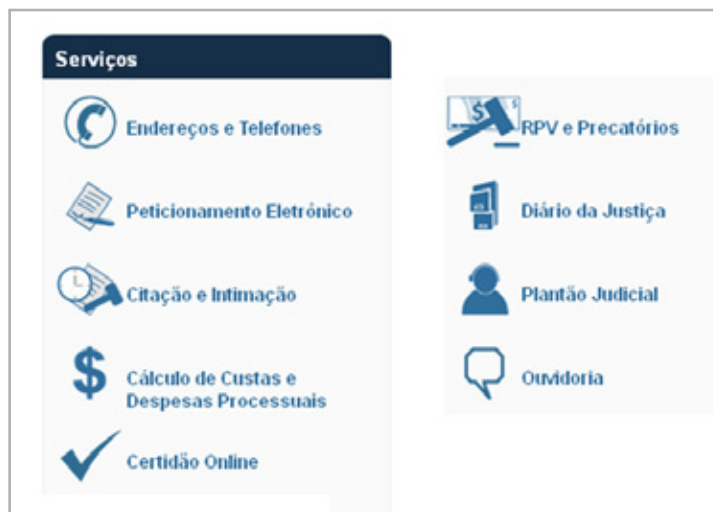 Serviços
Endereços e Telefones
Peticionamento Eletrónico
Citação e Intimação
$
Cálculo de Custas e
Despesas Processuais
Certidão Online
$
RPV e Precatórios
Diário da Justiça
Plantão Judicial
Ouvidoria